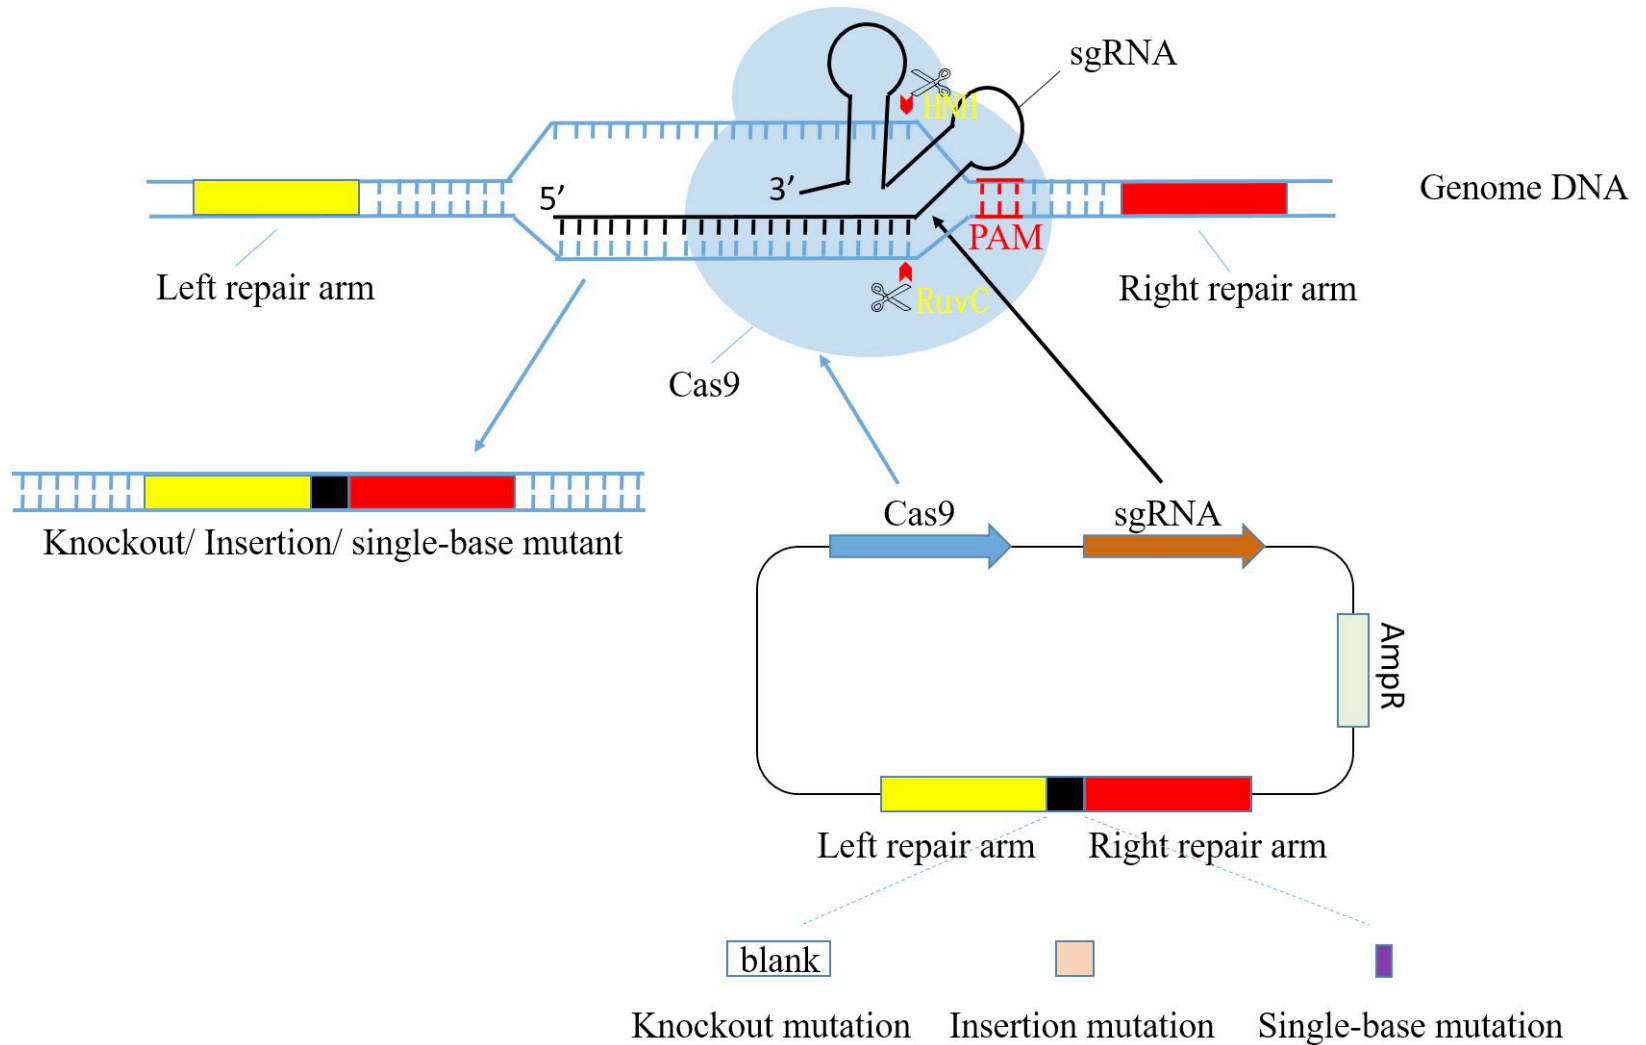 sgRNA
HNH
Genome DNA
3’
5’
PAM
Left repair arm
RuvC
Right repair arm
Cas9
Cas9
sgRNA
Knockout/ Insertion/ single-base mutant
AmpR
Left repair arm
Right repair arm
blank
Knockout mutation
Insertion mutation
Single-base mutation